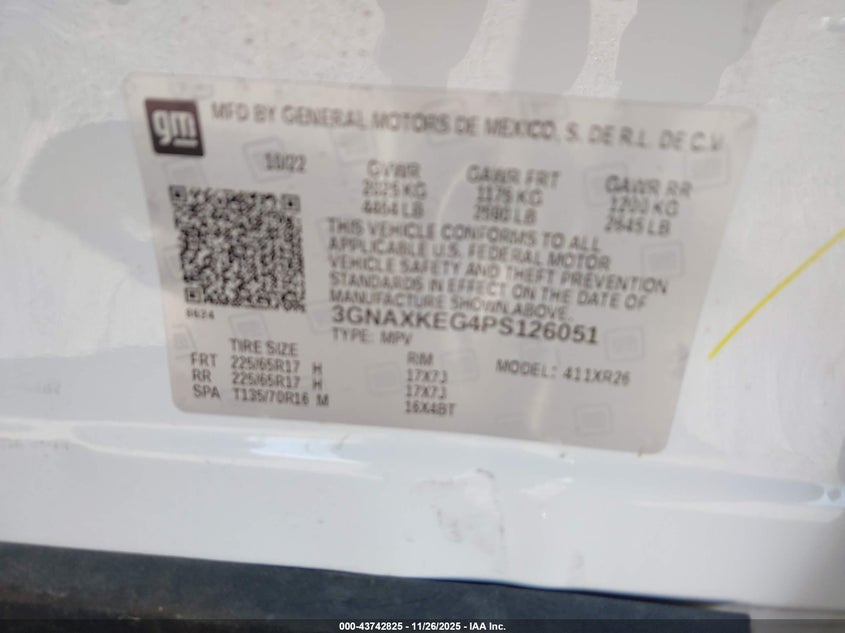 gm
MFD BY GENERAL MOTORS DE MEXICO, S. DE R.L. DE C.V.
10/22 GVWR GAWR FRT GAWR RR
2025 KG 1175 KG 1200 KG
4464 LB 2590 LB 2645 LB
THIS VEHICLE CONFORMS TO ALL
APPLICABLE U.S. FEDERAL MOTOR
VEHICLE SAFETY AND THEFT PREVENTION
STANDARDS IN EFFECT ON THE DATE OF
MANUFACTURE SHOWN ABOVE.
3GNAXKEG4PS126051
TYPE: MPV
MODEL: 411XR26
TIRE SIZE RIM
FRT 225/65R17 H 17X7J
RR 225/65R17 H 17X7J
SPA T135/70R16 M 16X4BT
000-43742825 - 11/26/2025 - IAA Inc.